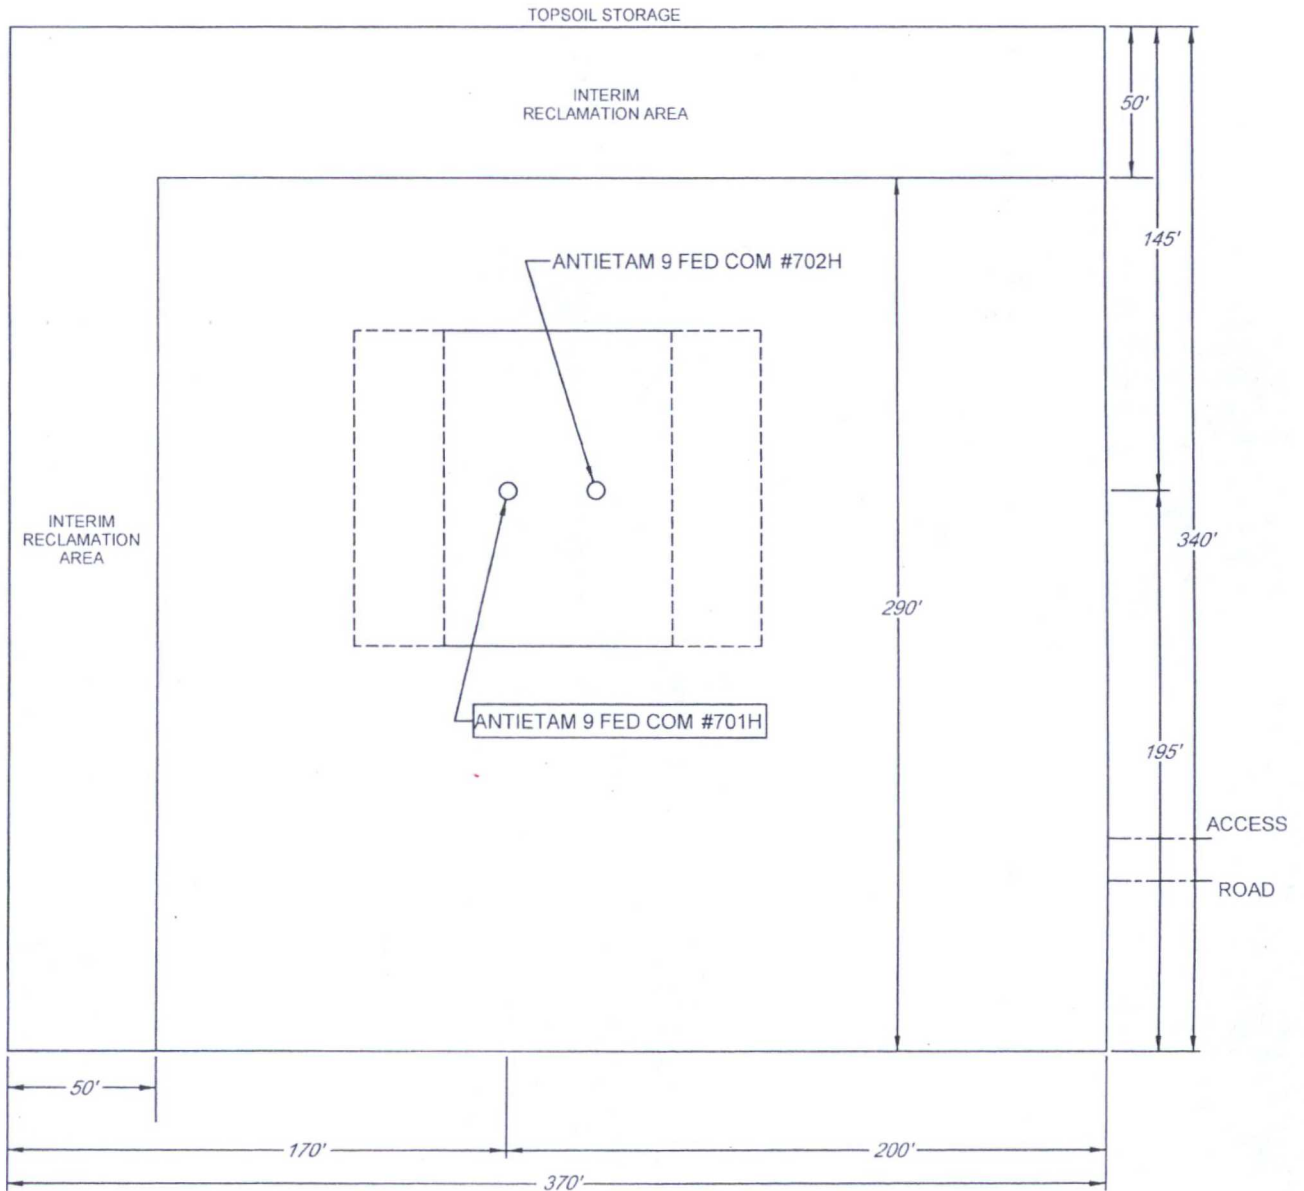 TOPSOIL STORAGE
INTERIM
RECLAMATION AREA
50'
145'
ANTIETAM 9 FED COM #702H
INTERIM
RECLAMATION
AREA
340'
290'
ANTIETAM 9 FED COM #701H
195'
ACCESS
ROAD
50'
170'
200'
370'